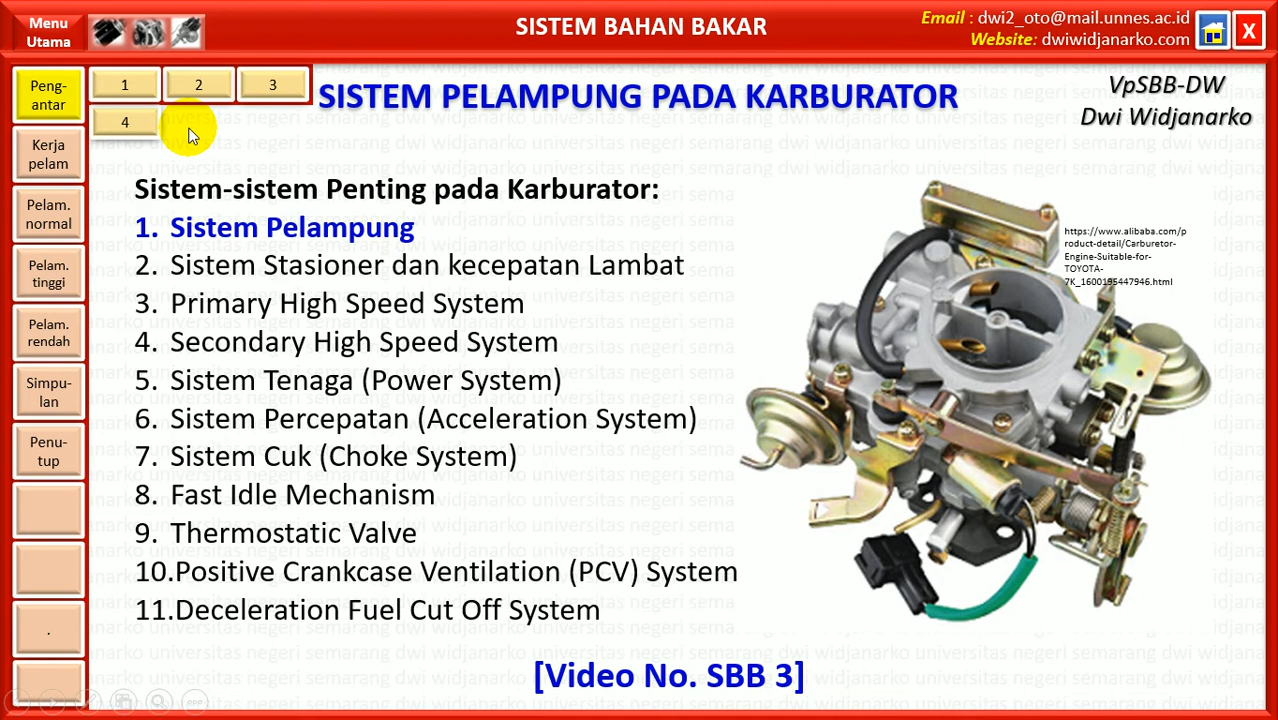 Menu
Utama
SISTEM BAHAN BAKAR
Email : dwi2_oto@mail.unnes.ac.id
Website: dwiwidjanarko.com
X
Peng-
antar
1
2
3
4
SISTEM PELAMPUNG PADA KARBURATOR
VpSBB-DW
Dwi Widjanarko
Kerja
pelam
Pelam.
normal
Pelam.
tinggi
Pelam.
rendah
Simpu-
lan
Penu-
tup
.
Sistem-sistem Penting pada Karburator:
1. Sistem Pelampung
2. Sistem Stasioner dan kecepatan Lambat
3. Primary High Speed System
4. Secondary High Speed System
5. Sistem Tenaga (Power System)
6. Sistem Percepatan (Acceleration System)
7. Sistem Cuk (Choke System)
8. Fast Idle Mechanism
9. Thermostatic Valve
10.Positive Crankcase Ventilation (PCV) System
11.Deceleration Fuel Cut Off System
https://www.alibaba.com/p
roduct-detail/Carburetor-
Engine-Suitable-for-
TOYOTA-
7K_1600195447946.html
[Video No. SBB 3]